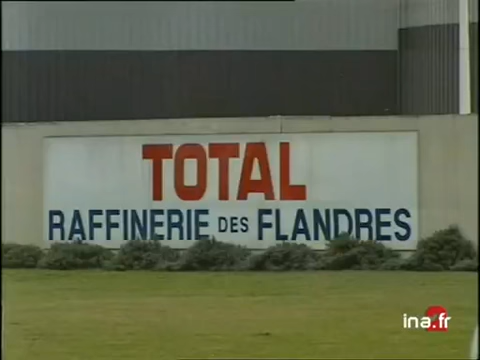 TOTAL
RAFFINERIE DES FLANDRES
ina.fr